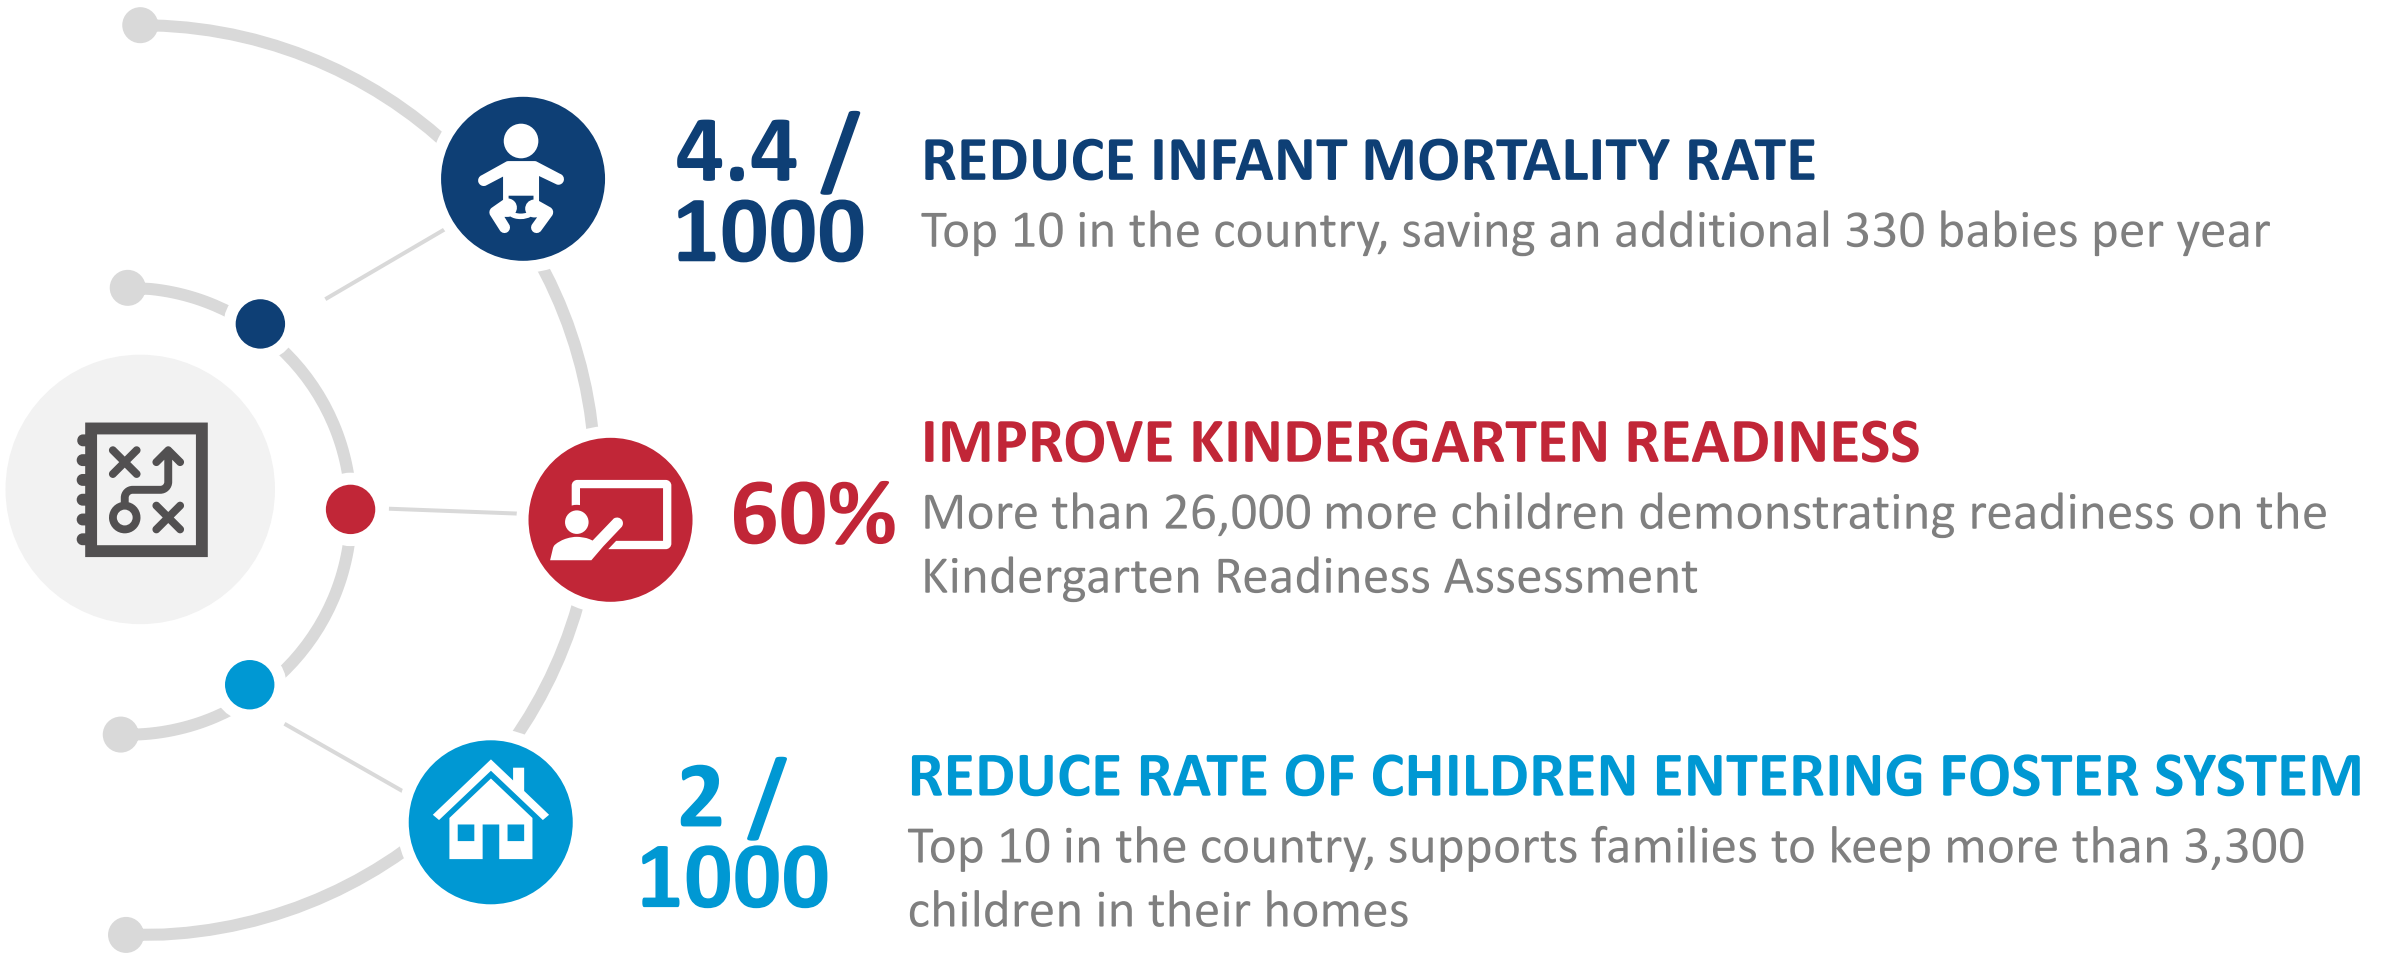 4.4 /
1000
REDUCE INFANT MORTALITY RATE
Top 10 in the country, saving an additional 330 babies per year
60%
IMPROVE KINDERGARTEN READINESS
More than 26,000 more children demonstrating readiness on the
Kindergarten Readiness Assessment
2 /
1000
REDUCE RATE OF CHILDREN ENTERING FOSTER SYSTEM
Top 10 in the country, supports families to keep more than 3,300
children in their homes